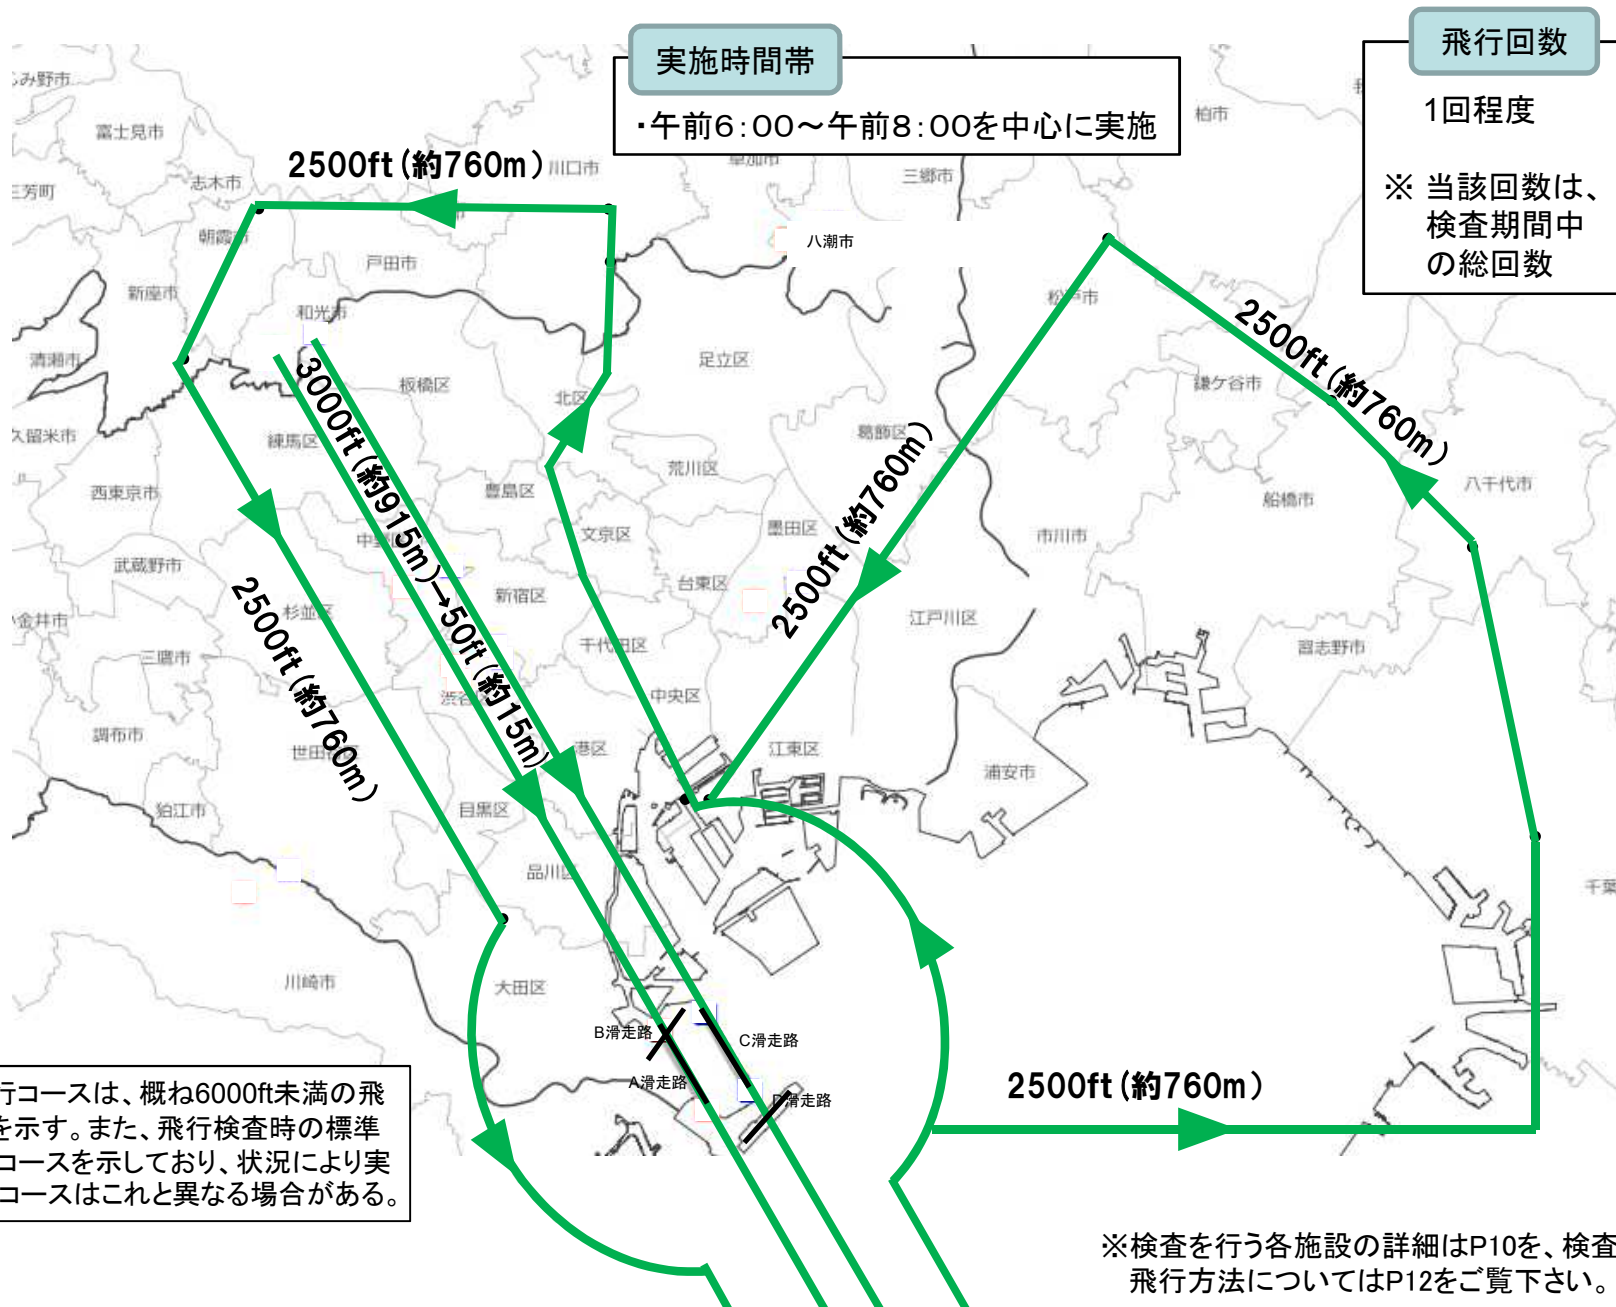 実施時間帯
・午前6:00～午前8:00を中心に実施
飛行回数
1回程度
※ 当該回数は、
検査期間中
の総回数
み野市
富士見市
三芳町
志木市
川口市
草加市
三郷市
柏市
2500ft(約760m)
朝霞市
戸田市
八潮市
新座市
和光市
松戸市
清瀬市
板橋区
足立区
2500ft(約760m)
鎌ケ谷市
北区
久留米市
練馬区
葛飾区
3000ft(約915m)→50ft(約15m)
荒川区
西東京市
豊島区
2500ft(約760m)
八千代市
船橋市
中野区
文京区
墨田区
市川市
武蔵野市
台東区
新宿区
2500ft(約760m)
杉並区
小金井市
江戸川区
三鷹市
千代田区
習志野市
渋谷区
中央区
調布市
世田谷区
港区
江東区
浦安市
狛江市
目黒区
品川区
千葉
川崎市
大田区
B滑走路
C滑走路
A滑走路
D滑走路
2500ft(約760m)
行コースは、概ね6000ft未満の飛
を示す。また、飛行検査時の標準
コースを示しており、状況により実
コースはこれと異なる場合がある。
※検査を行う各施設の詳細はP10を、検査
飛行方法についてはP12をご覧下さい。